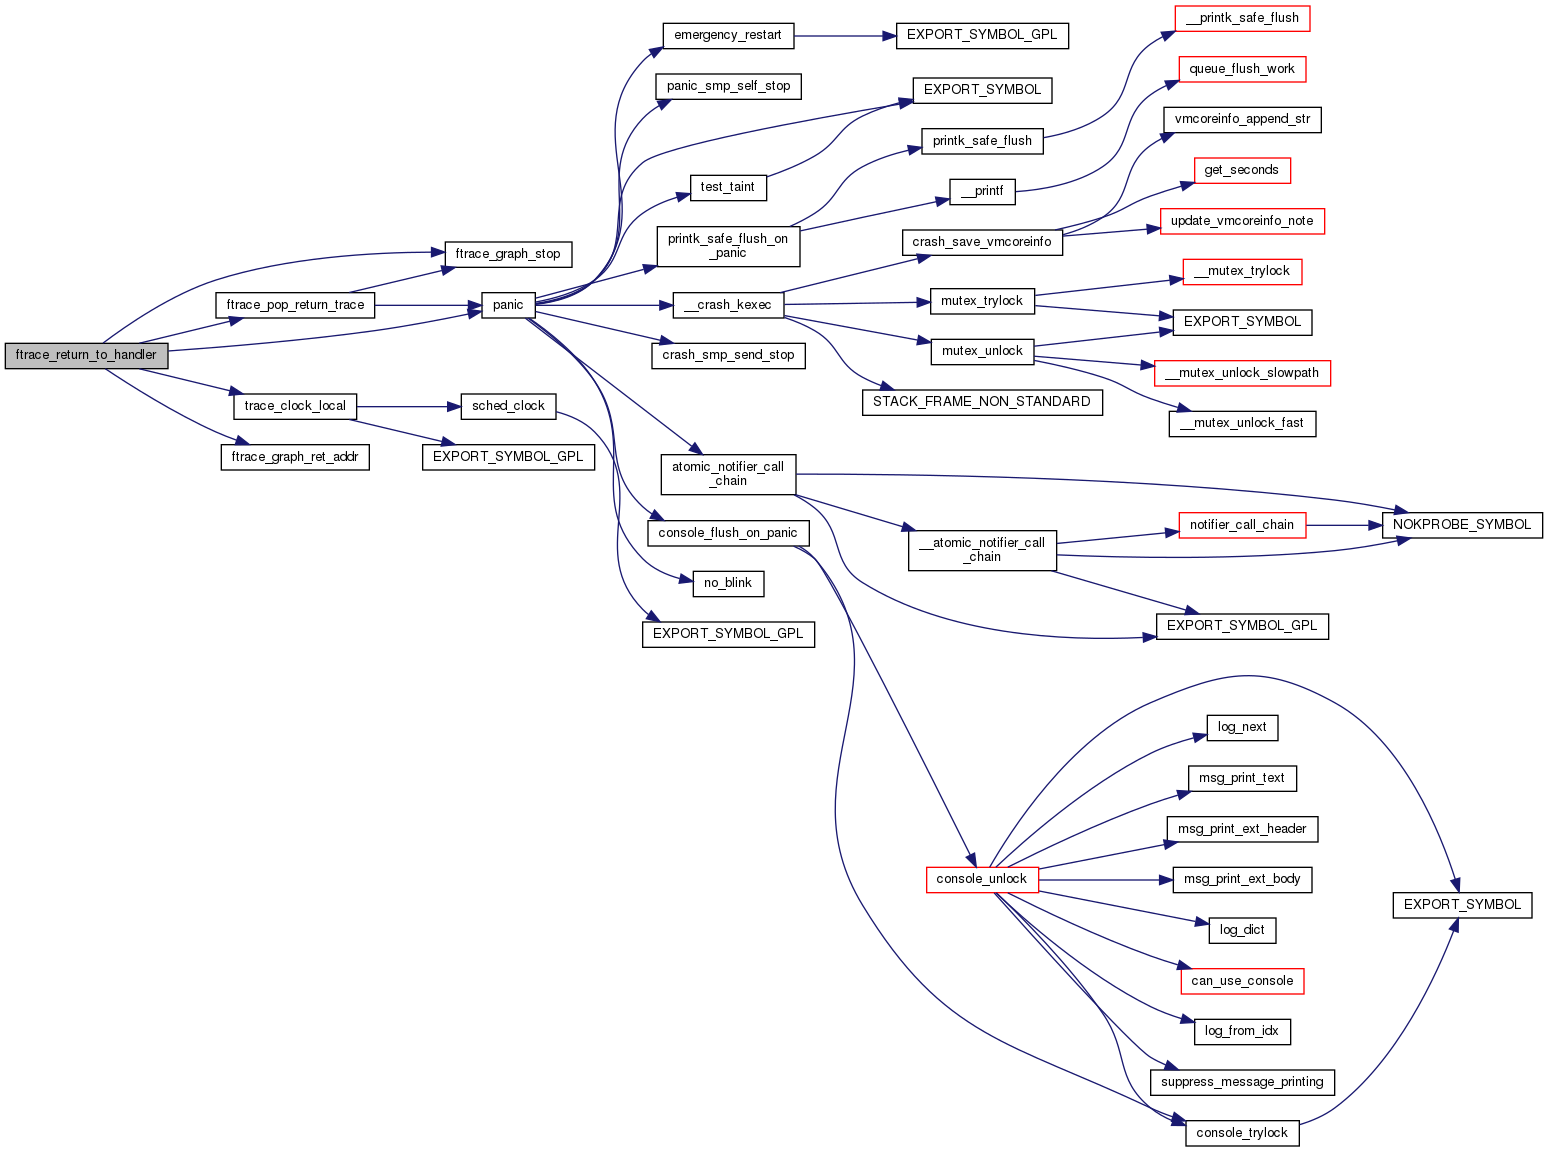 __printk_safe_flush
emergency_restart
EXPORT_SYMBOL_GPL
queue_flush_work
panic_smp_self_stop
EXPORT_SYMBOL
vmcoreinfo_append_str
printk_safe_flush
get_seconds
test_taint
__printf
update_vmcoreinfo_note
printk_safe_flush_on
_panic
crash_save_vmcoreinfo
ftrace_graph_stop
__mutex_trylock
ftrace_pop_return_trace
panic
__crash_kexec
mutex_trylock
EXPORT_SYMBOL
ftrace_return_to_handler
crash_smp_send_stop
mutex_unlock
__mutex_unlock_slowpath
trace_clock_local
sched_clock
STACK_FRAME_NON_STANDARD
__mutex_unlock_fast
ftrace_graph_ret_addr
EXPORT_SYMBOL_GPL
atomic_notifier_call
_chain
console_flush_on_panic
notifier_call_chain
NOKPROBE_SYMBOL
__atomic_notifier_call
_chain
no_blink
EXPORT_SYMBOL_GPL
EXPORT_SYMBOL_GPL
log_next
msg_print_text
msg_print_ext_header
console_unlock
msg_print_ext_body
EXPORT_SYMBOL
log_dict
can_use_console
log_from_idx
suppress_message_printing
console_trylock